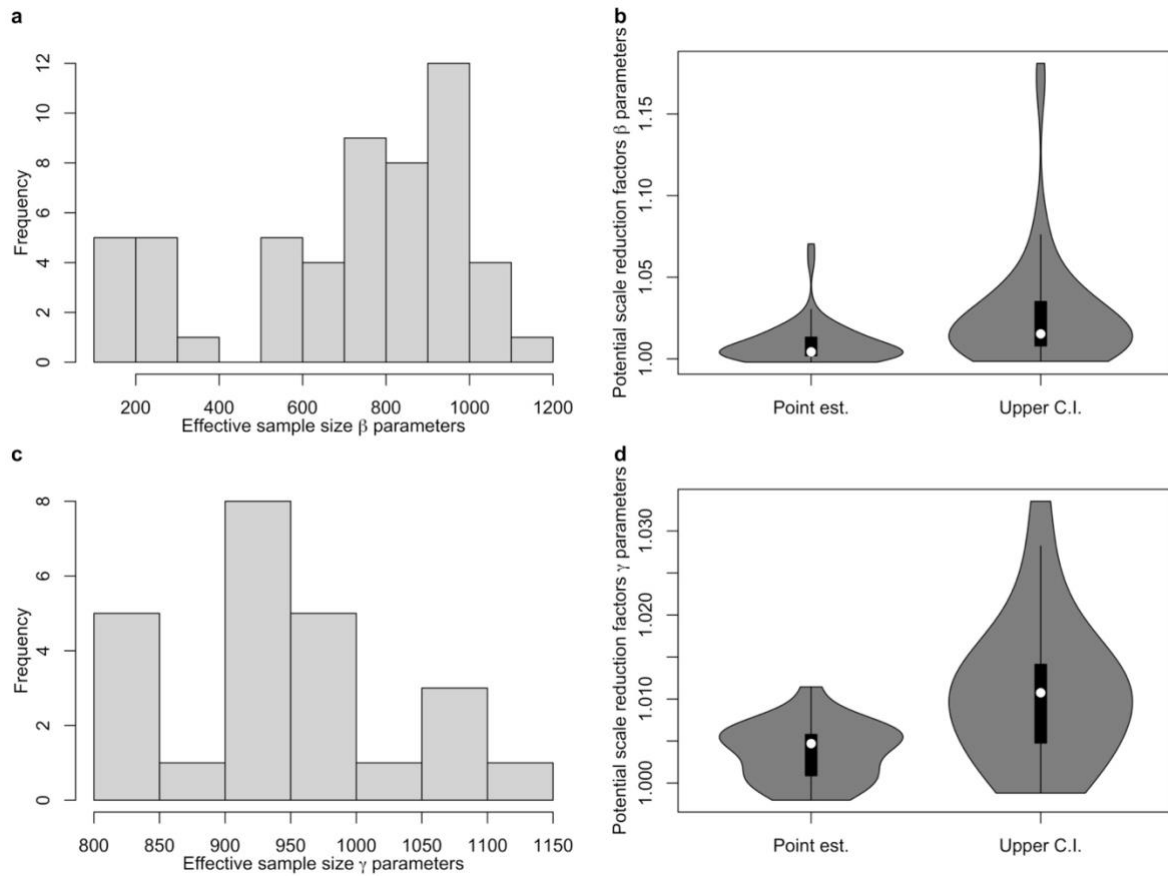 a
12
10
8
6
4
2
0
Frequency
200 400 600 800 1000 1200
Effective sample size β parameters
b
1.15
1.10
1.05
1.00
Potential scale reduction factors β parameters
Point est. Upper C.I.
c
8
6
4
2
0
Frequency
800 850 900 950 1000 1050 1100 1150
Effective sample size γ parameters
d
1.030
1.020
1.010
1.000
Potential scale reduction factors γ parameters
Point est. Upper C.I.